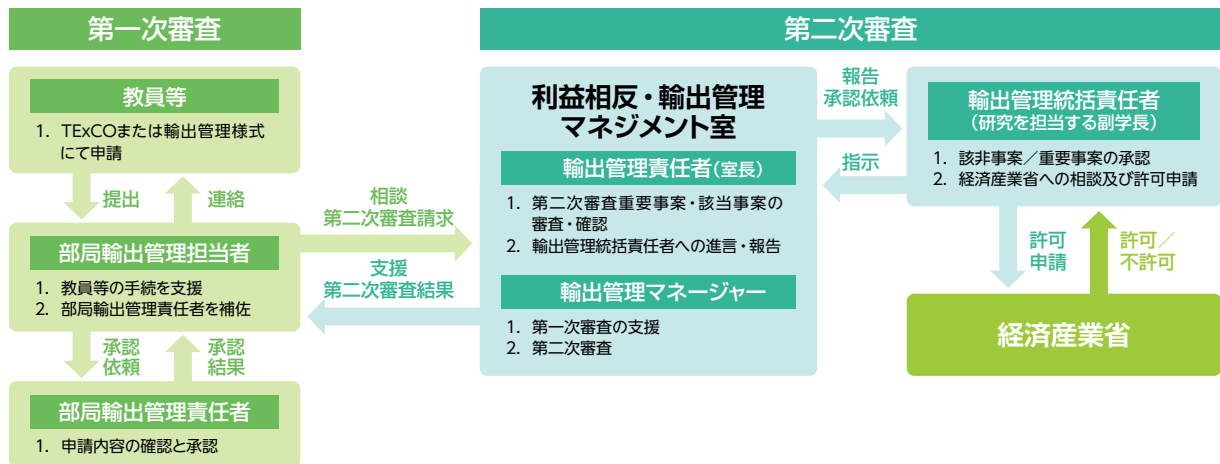 第一次審査
教員等
1. TExCOまたは輸出管理様式
にて申請
提出
連絡
部局輸出管理担当者
1. 教員等の手続を支援
2. 部局輸出管理責任者を補佐
承認
依頼
承認
結果
部局輸出管理責任者
1. 申請内容の確認と承認
相談
第二次審査請求
支援
第二次審査結果
第二次審査
利益相反・輸出管理
マネジメント室
輸出管理責任者(室長)
1. 第二次審査重要事案・該当事案の
審査・確認
2. 輸出管理統括責任者への進言・報告
輸出管理マネージャー
1. 第一次審査の支援
2. 第二次審査
報告
承認依頼
指示
輸出管理統括責任者
(研究を担当する副学長)
1. 該非事案／重要事案の承認
2. 経済産業省への相談及び許可申請
許可
申請
許可／
不許可
経済産業省